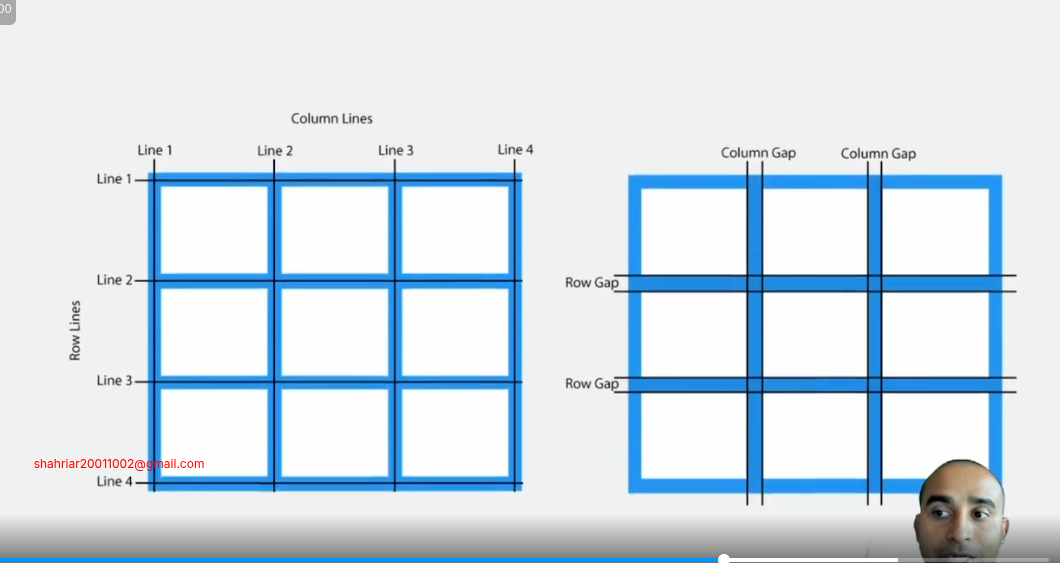 00
Column Lines
Line 1 Line 2 Line 3 Line 4
Line 1
Line 2
Row Lines
Line 3
shahriar20011002@gmail.com
Line 4
Column Gap Column Gap
Row Gap
Row Gap